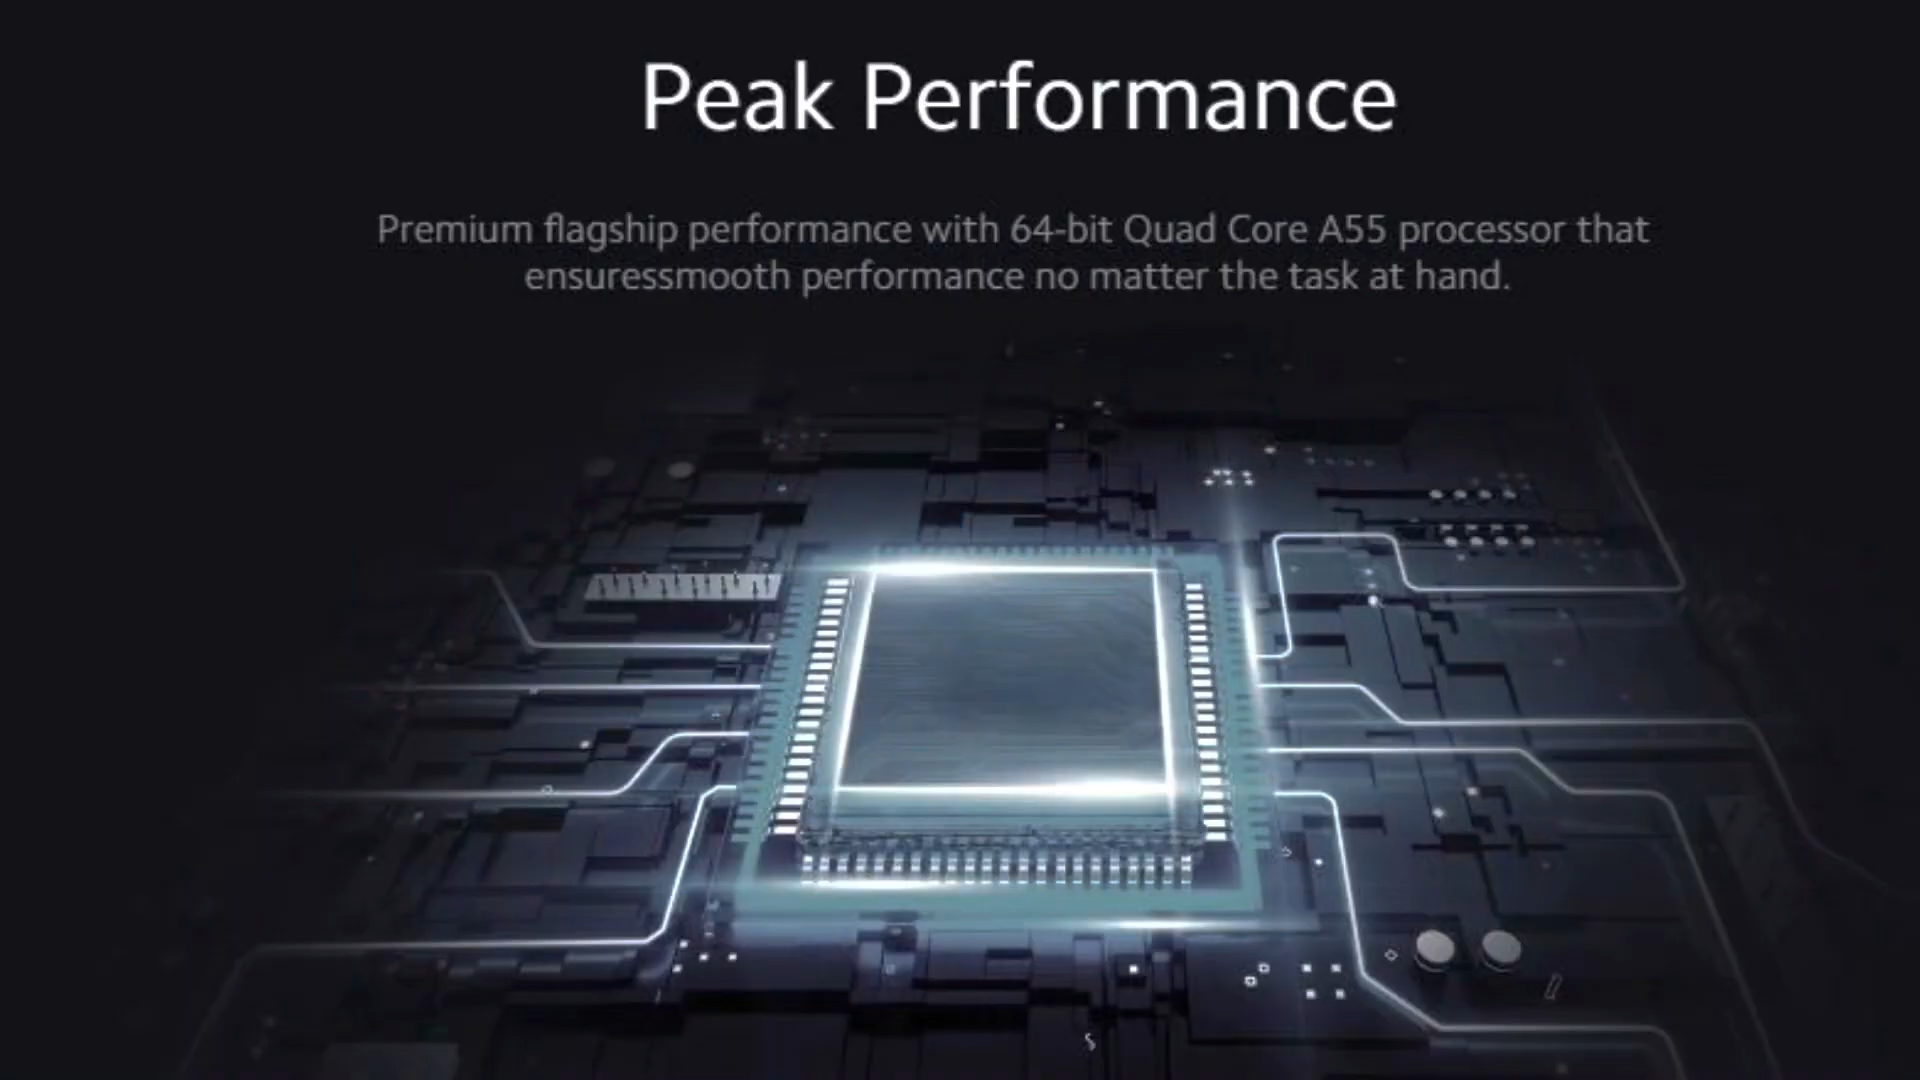 Peak Performance
Premium flagship performance with 64-bit Quad Core A55 processor that
ensuressmooth performance no matter the task at hand.